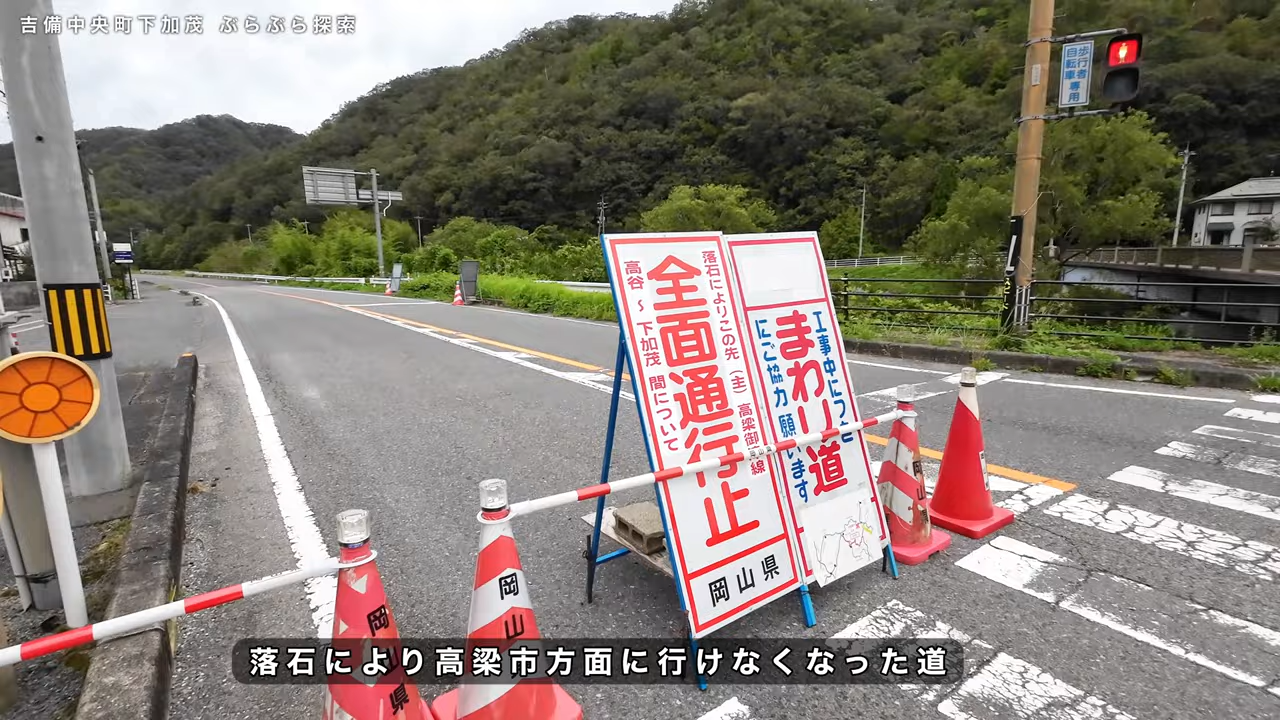 吉備中央町下加茂 ぶらぶら探索
歩行者
自転車
専用
落石によりこの先(主)高梁御津線
全面通行止
高谷 ~ 下加茂 間について
岡山県
工事中につき
まわり道
にご協力 願います
岡山県
岡山県
岡山県
落石により高梁市方面に行けなくなった道